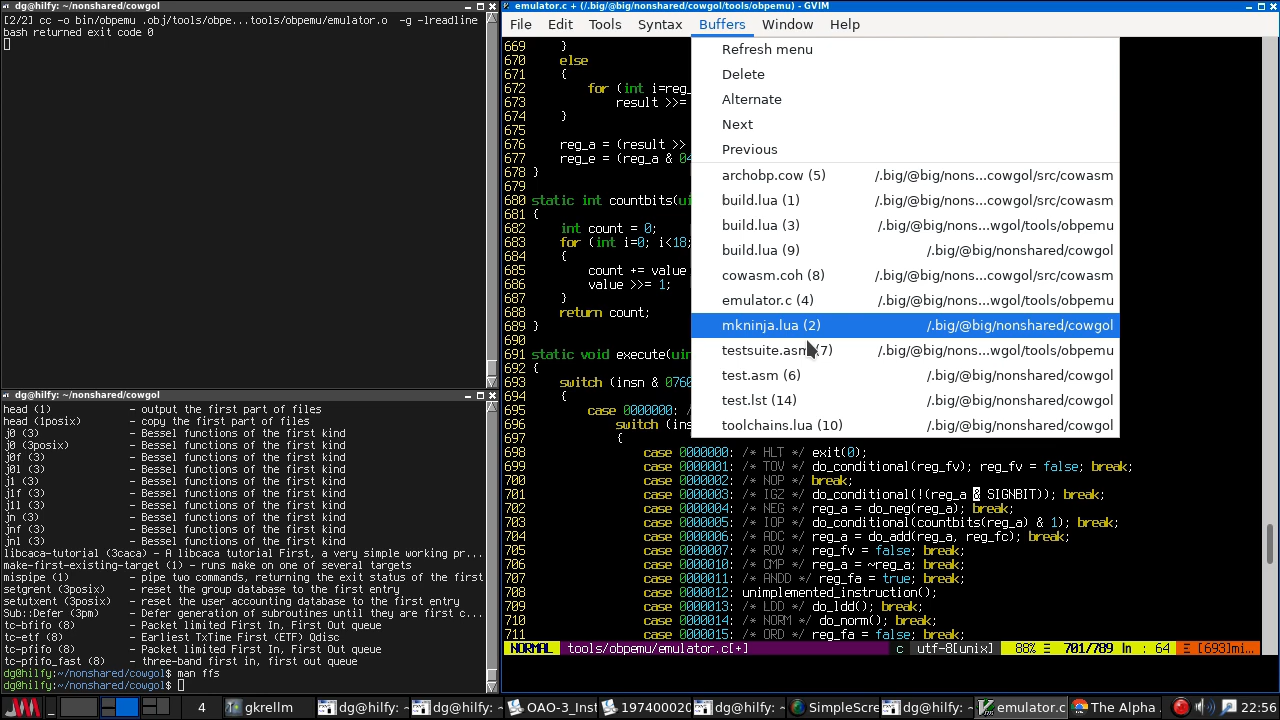 dg@hilfy: ~/nonshared/cowgol
[2/2] cc -o bin/obpemu .obj/tools/obpe...tools/obpemu/emulator.o  -g -lreadline
bash returned exit code 0
dg@hilfy: ~/nonshared/cowgol
head (1)             - output the first part of files
head (1posix)        - copy the first part of files
j0 (3)               - Bessel functions of the first kind
j0 (3posix)          - Bessel functions of the first kind
j0f (3)              - Bessel functions of the first kind
j0l (3)              - Bessel functions of the first kind
j1 (3)               - Bessel functions of the first kind
j1f (3)              - Bessel functions of the first kind
j1l (3)              - Bessel functions of the first kind
jn (3)               - Bessel functions of the first kind
jnf (3)              - Bessel functions of the first kind
jnl (3)              - Bessel functions of the first kind
libcaca-tutorial (3caca) - A libcaca tutorial First, a very simple working pr...
make-first-existing-target (1) - runs make on one of several targets
mispipe (1)          - pipe two commands, returning the exit status of the first
setgrent (3posix)    - reset the group database to the first entry
setutxent (3posix)   - reset the user accounting database to the first entry
Sub::Defer (3pm)     - Defer generation of subroutines until they are first c...
tc-bfifo (8)         - Packet limited First In, First Out queue
tc-etf (8)           - Earliest TxTime First (ETF) Qdisc
tc-pfifo (8)         - Packet limited First In, First Out queue
tc-pfifo_fast (8)    - three-band first in, first out queue
dg@hilfy:~/nonshared/cowgol$ man ffs
dg@hilfy:~/nonshared/cowgol$
emulator.c + (/.big/@big/nonshared/cowgol/tools/obpemu) - GVIM
File Edit Tools Syntax Buffers Window Help
Refresh menu
Delete
Alternate
Next
Previous
archobp.cow (5) /.big/@big/nons...cowgol/src/cowasm
build.lua (1) /.big/@big/nons...cowgol/src/cowasm
build.lua (3) /.big/@big/nons...wgol/tools/obpemu
build.lua (9) /.big/@big/nonshared/cowgol
cowasm.coh (8) /.big/@big/nons...cowgol/src/cowasm
emulator.c (4) /.big/@big/nons...wgol/tools/obpemu
mkninja.lua (2) /.big/@big/nonshared/cowgol
testsuite.asm (7) /.big/@big/nons...wgol/tools/obpemu
test.asm (6) /.big/@big/nonshared/cowgol
test.lst (14) /.big/@big/nonshared/cowgol
toolchains.lua (10) /.big/@big/nonshared/cowgol
669     }
670     else
671     {
672         for (int i=reg_
673             result >>=
674     }
675
676     reg_a = (result >>
677     reg_e = (reg_a & 04
678 }
679
680 static int countbits(ui
681 {
682     int count = 0;
683     for (int i=0; i<18;
684     {
685         count += value
686         value >>= 1;
687     }
688     return count;
689 }
690
691 static void execute(uin
692 {
693     switch (insn & 0760
694     {
695         case 0000000: /
696             switch (ins
697             {
698                 case 0000000: /* HLT */ exit(0);
699                 case 0000001: /* TOV */ do_conditional(reg_fv); reg_fv = false; break;
700                 case 0000002: /* NOP */ break;
701                 case 0000003: /* IGZ */ do_conditional(!(reg_a & SIGNBIT)); break;
702                 case 0000004: /* NEG */ reg_a = do_neg(reg_a); break;
703                 case 0000005: /* IOP */ do_conditional(countbits(reg_a) & 1); break;
704                 case 0000006: /* ADC */ reg_a = do_add(reg_a, reg_fc); break;
705                 case 0000007: /* ROV */ reg_fv = false; break;
706                 case 0000010: /* CMP */ reg_a = ~reg_a; break;
707                 case 0000011: /* ANDD */ reg_fa = true; break;
708                 case 0000012: unimplemented_instruction();
709                 case 0000013: /* LDD */ do_ldd(); break;
710                 case 0000014: /* NORM */ do_norm(); break;
711                 case 0000015: /* ORD */ reg_fa = false; break;
NORMAL tools/obpemu/emulator.c[+] c utf-8[unix] 88% Ξ 701/789 ln : 64 Ξ [693]mi...
4 gkrellm dg@hilfy: dg@hilfy: OAO-3_Inst 197400020 dg@hilfy: SimpleScre dg@hilfy: emulator.c The Alpha 22:56